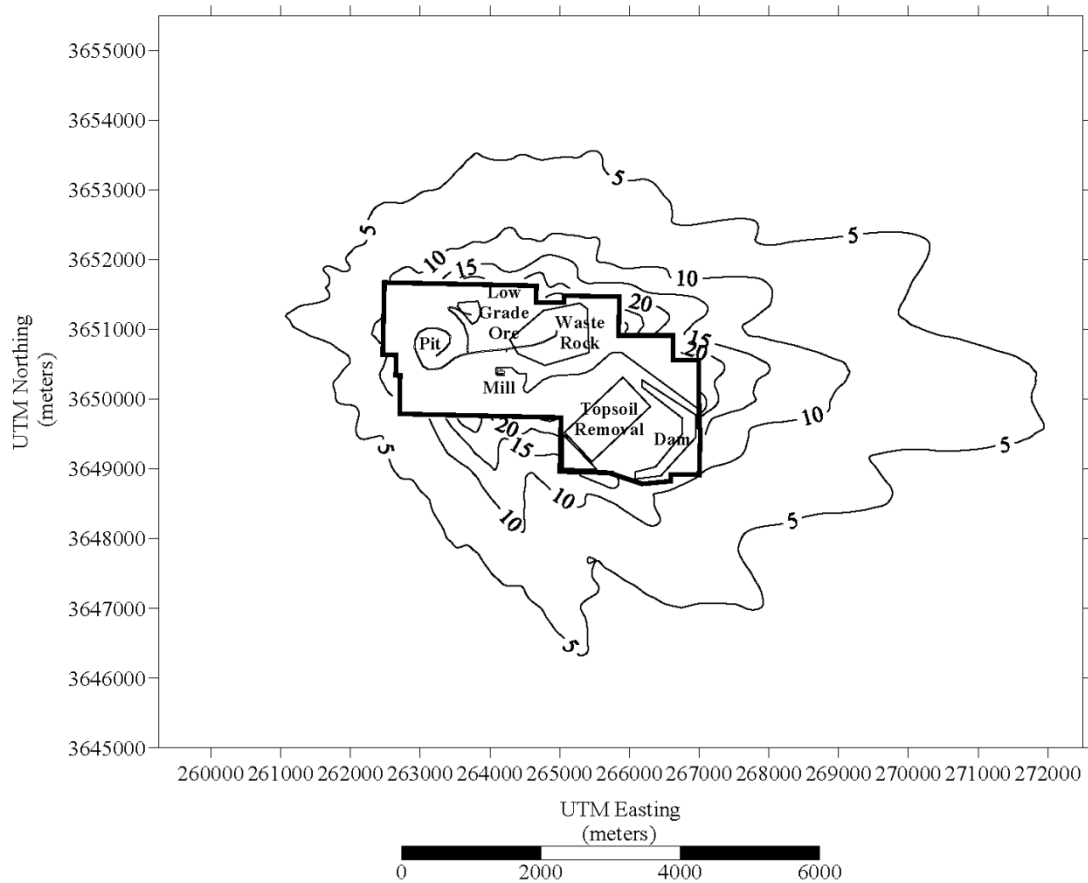 3655000
3654000
3653000
3652000
3651000
3650000
3649000
3648000
3647000
3646000
3645000
UTM Northing
(meters)
5
5
5
10
10
15
20
Low
Grade
Ore
Waste
Rock
Pit
15
20
Mill
Topsoil
Removal
Dam
10
20
15
5
5
10
10
5
5
260000 261000 262000 263000 264000 265000 266000 267000 268000 269000 270000 271000 272000
UTM Easting
(meters)
0 2000 4000 6000